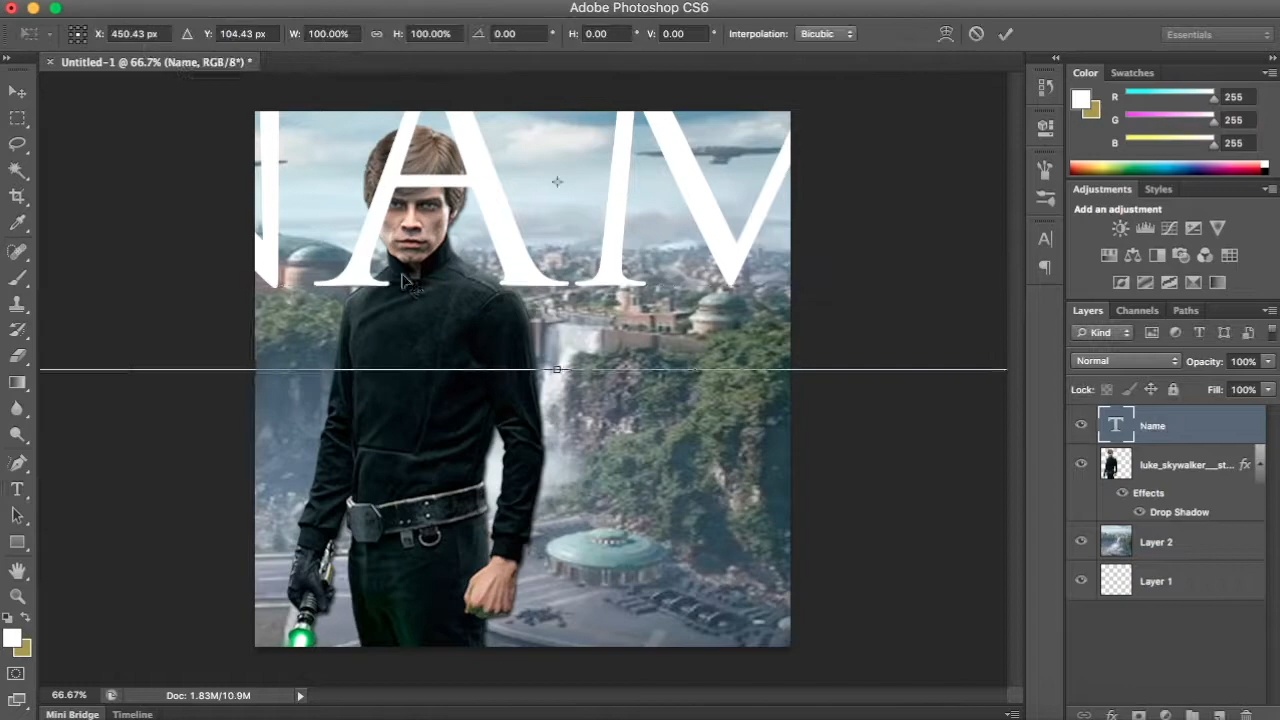 Adobe Photoshop CS6
X: 450.43 px Y: 104.43 px W: 100.00% H: 100.00% 0.00 ° H: 0.00 ° V: 0.00 ° Interpolation: Bicubic Essentials
Untitled-1 @ 66.7% (Name, RGB/8*) *
NAM
Color Swatches
R 255
G 255
B 255
Adjustments Styles
Add an adjustment
A
Layers Channels Paths
Kind
Normal Opacity: 100%
Lock: Fill: 100%
T Name
luke_skywalker___st... fx
Effects
Drop Shadow
Layer 2
Layer 1
66.67% Doc: 1.83M/10.9M
Mini Bridge Timeline